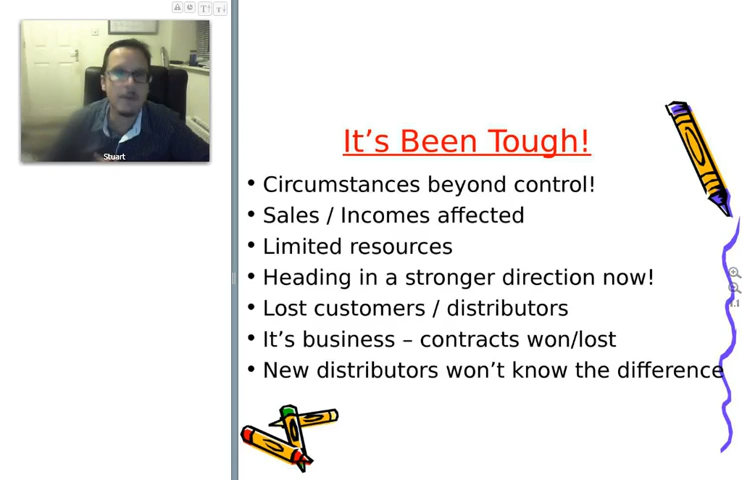 Stuart
It's Been Tough!
• Circumstances beyond control!
• Sales / Incomes affected
• Limited resources
• Heading in a stronger direction now!
• Lost customers / distributors
• It's business – contracts won/lost
• New distributors won't know the difference